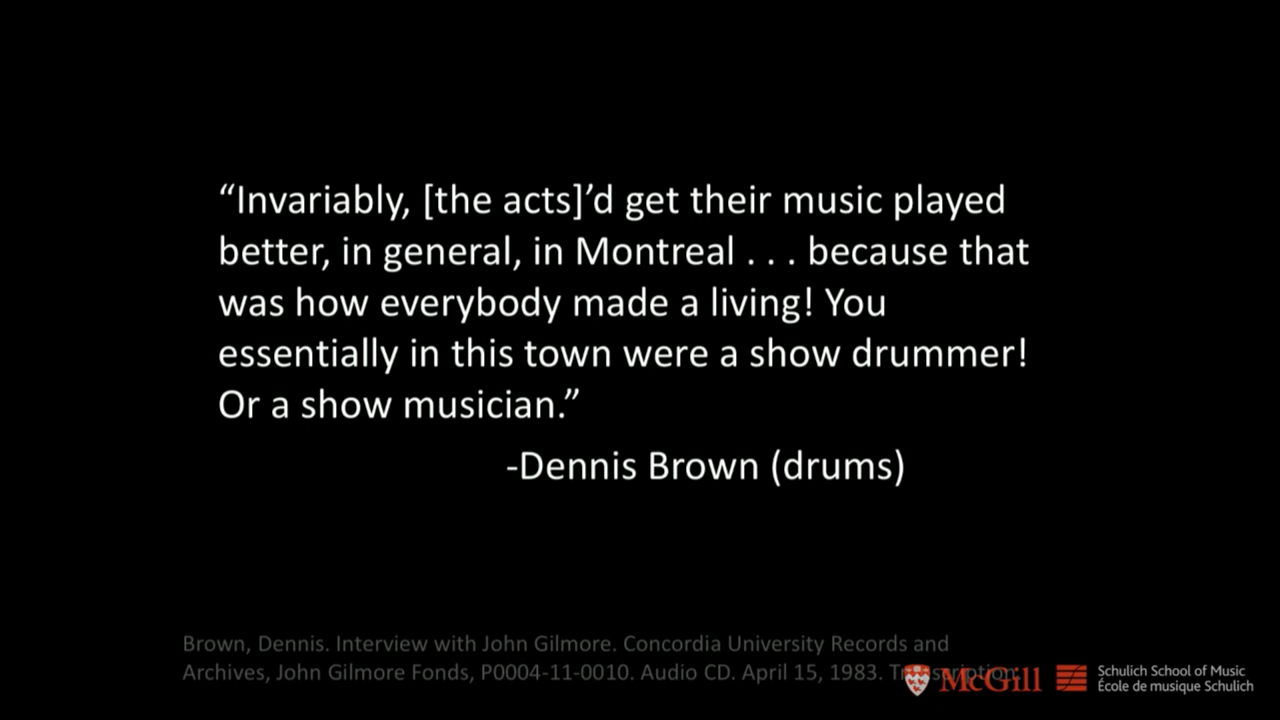 “Invariably, [the acts]’d get their music played
better, in general, in Montreal . . . because that
was how everybody made a living! You
essentially in this town were a show drummer!
Or a show musician.”
-Dennis Brown (drums)
Brown, Dennis. Interview with John Gilmore. Concordia University Records and
Archives, John Gilmore Fonds, P0004-11-0010. Audio CD. April 15, 1983.
McGill
Schulich School of Music
École de musique Schulich